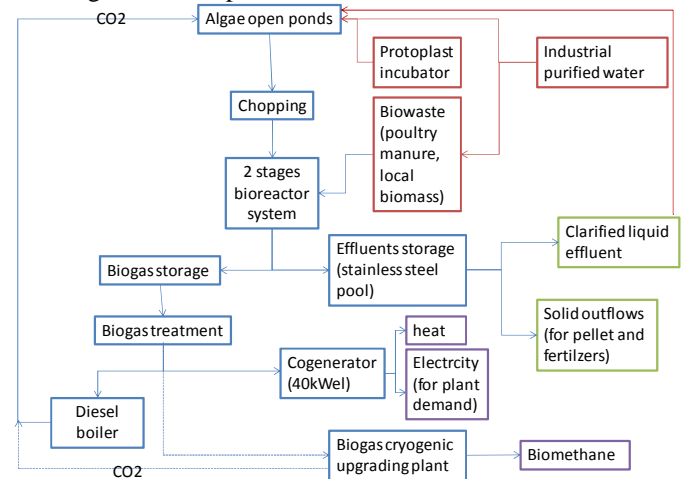 CO2
Algae open ponds
Protoplast
incubator
Industrial
purified water
Chopping
Biowaste
(poultry
manure,
local
biomass)
2 stages
bioreactor
system
Clarified liquid
effluent
Effluents storage
(stainless steel
pool)
Biogas storage
Solid outflows
(for pellet and
fertilzers)
Biogas treatment
heat
Cogenerator
(40kWel)
Electrcity
(for plant
demand)
Diesel
boiler
Biogas cryogenic
upgrading plant
Biomethane
CO2